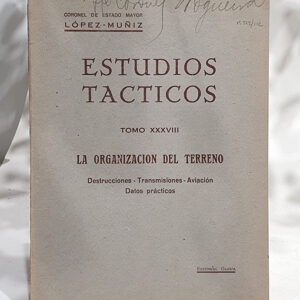 CORONEL DE ESTADO MAYOR
LÓPEZ-MUÑIZ
ESTUDIOS
TACTICOS
TOMO XXXVIII
LA ORGANIZACION DEL TERRENO
Destrucciones - Transmisiones - Aviación
Datos prácticos